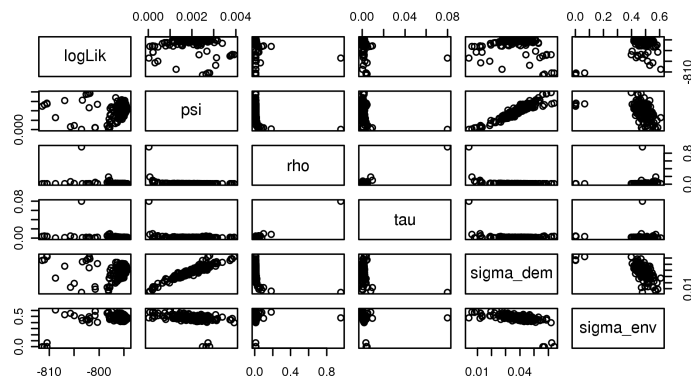 0.000 0.002 0.004
0.00 0.04 0.08
0.0 0.2 0.4 0.6
logLik
-810
psi
0.000
rho
0.0 0.8
tau
0.00 0.08
sigma_dem
0.01
sigma_env
0.0 0.5
-810 -800
0.0 0.4 0.8
0.01 0.04